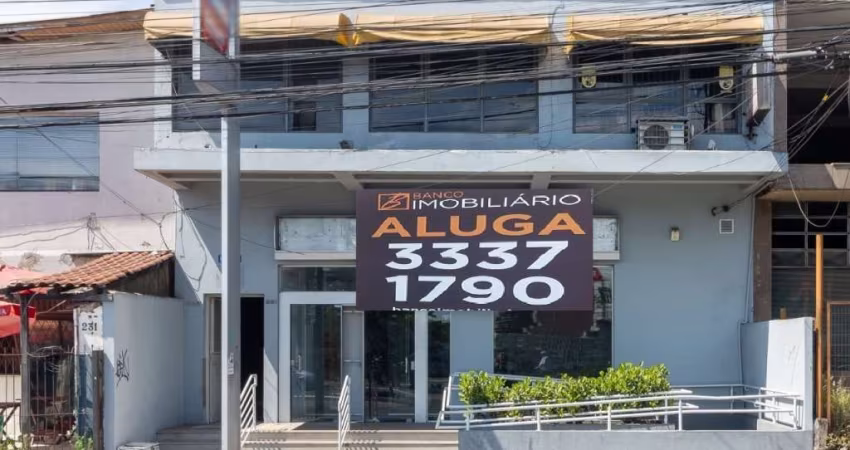 BANCO
IMOBILIÁRIO
ALUGA
3337
1790
231